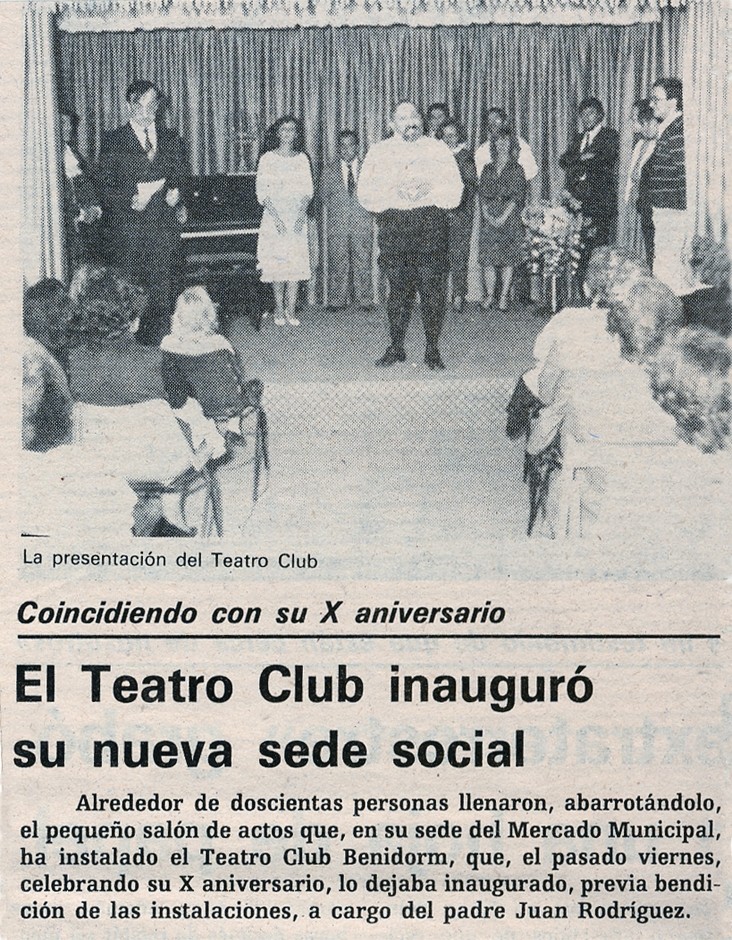 La presentación del Teatro Club
Coincidiendo con su X aniversario
El Teatro Club inauguró
su nueva sede social
Alrededor de doscientas personas llenaron, abarrotándolo,
el pequeño salón de actos que, en su sede del Mercado Municipal,
ha instalado el Teatro Club Benidorm, que, el pasado viernes,
celebrando su X aniversario, lo dejaba inaugurado, previa bendi-
ción de las instalaciones, a cargo del padre Juan Rodríguez.